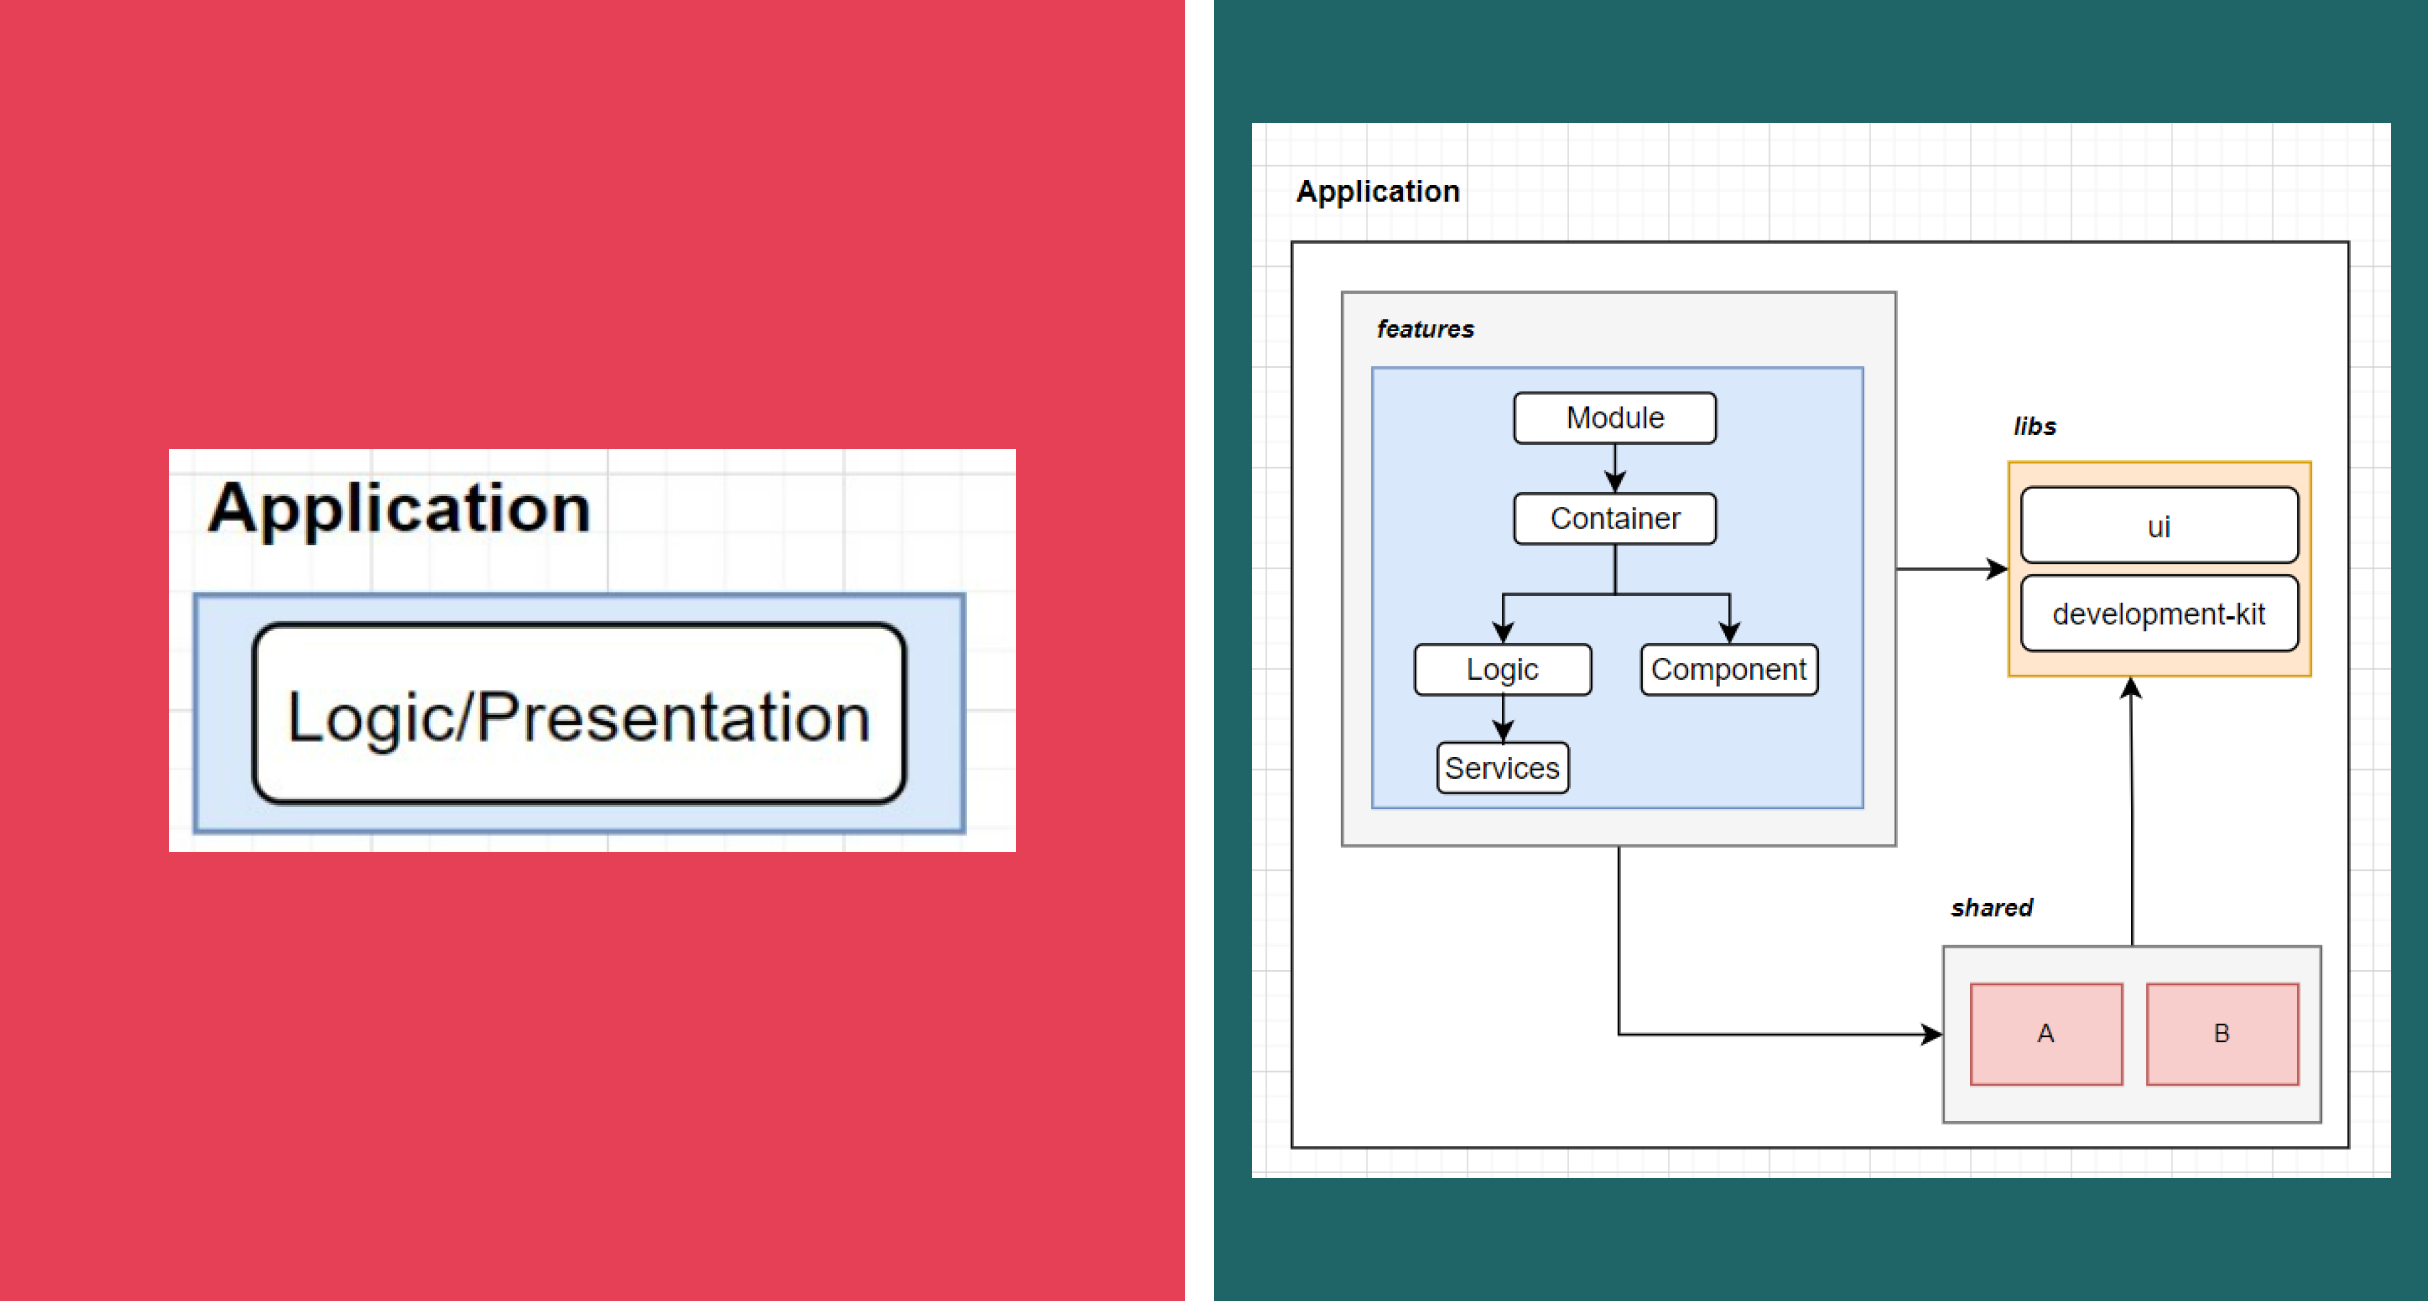 Application
Logic/Presentation
Application
features
Module
Container
Logic
Component
Services
libs
ui
development-kit
shared
A
B